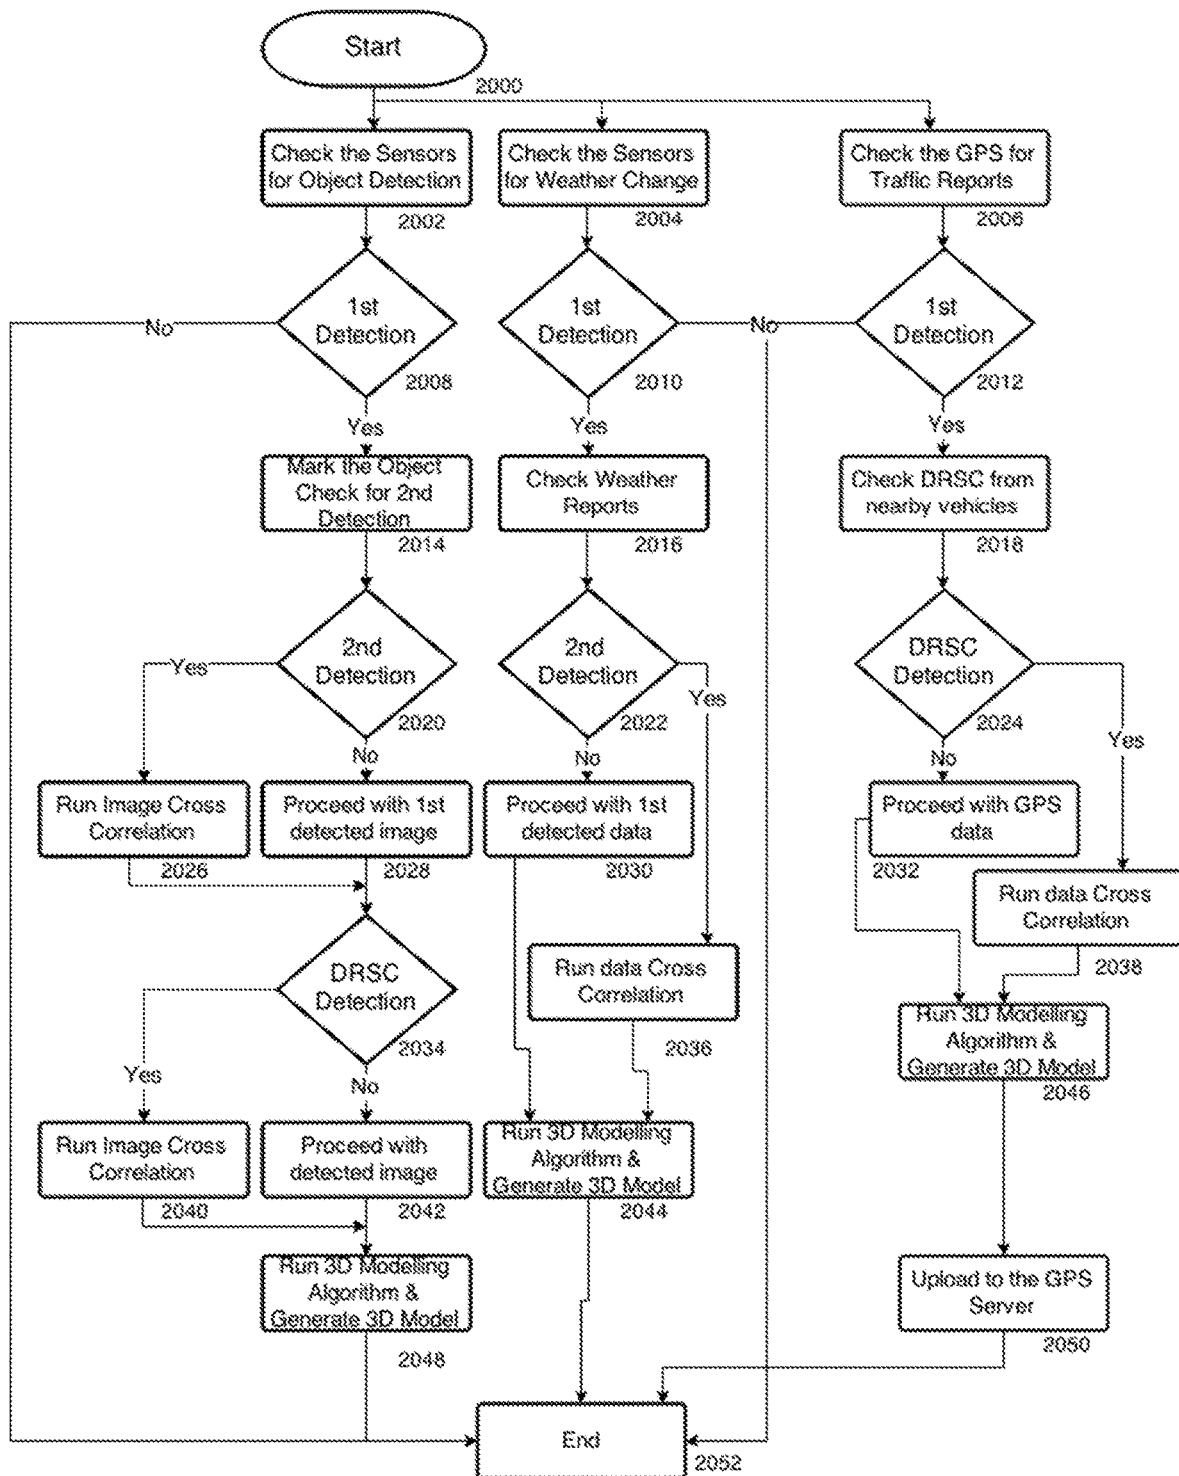 Start
2000
Check the Sensors
for Object Detection
2002
Check the Sensors
for Weather Change
2004
Check the GPS for
Traffic Reports
2006
1st
Detection
2008
No
1st
Detection
2010
No
1st
Detection
2012
Yes
Yes
Yes
Mark the Object
Check for 2nd
Detection
2014
Check Weather
Reports
2016
Check DRSC from
nearby vehicles
2018
2nd
Detection
2020
Yes
2nd
Detection
2022
Yes
DRSC
Detection
2024
Yes
No
No
No
Run Image Cross
Correlation
2026
Proceed with 1st
detected image
2028
Proceed with 1st
detected data
2030
Proceed with GPS
data
2032
Run data Cross
Correlation
2038
DRSC
Detection
2034
Run data Cross
Correlation
2036
Run 3D Modelling
Algorithm &
Generate 3D Model
2046
Yes
No
Run Image Cross
Correlation
2040
Proceed with
detected image
2042
Run 3D Modelling
Algorithm &
Generate 3D Model
2044
Run 3D Modelling
Algorithm &
Generate 3D Model
2048
Upload to the GPS
Server
2050
End
2052